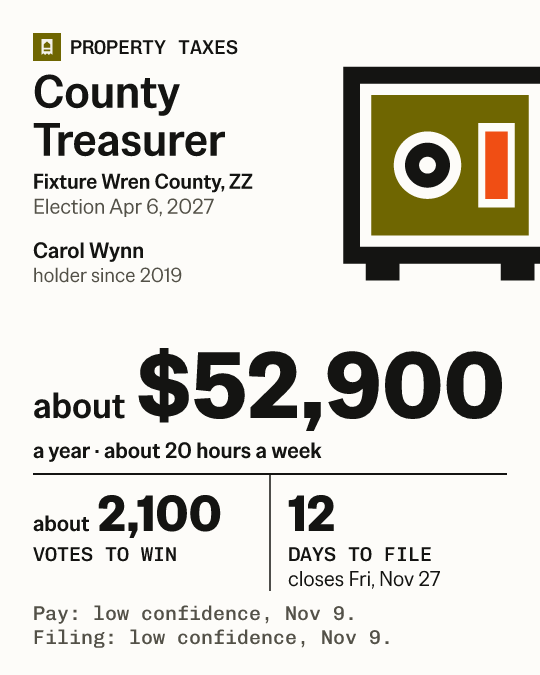 PROPERTY TAXES
County
Treasurer
Fixture Wren County, ZZ
Election Apr 6, 2027
Carol Wynn
holder since 2019
about $52,900
a year · about 20 hours a week
about 2,100
VOTES TO WIN
12
DAYS TO FILE
closes Fri, Nov 27
Pay: low confidence, Nov 9.
Filing: low confidence, Nov 9.